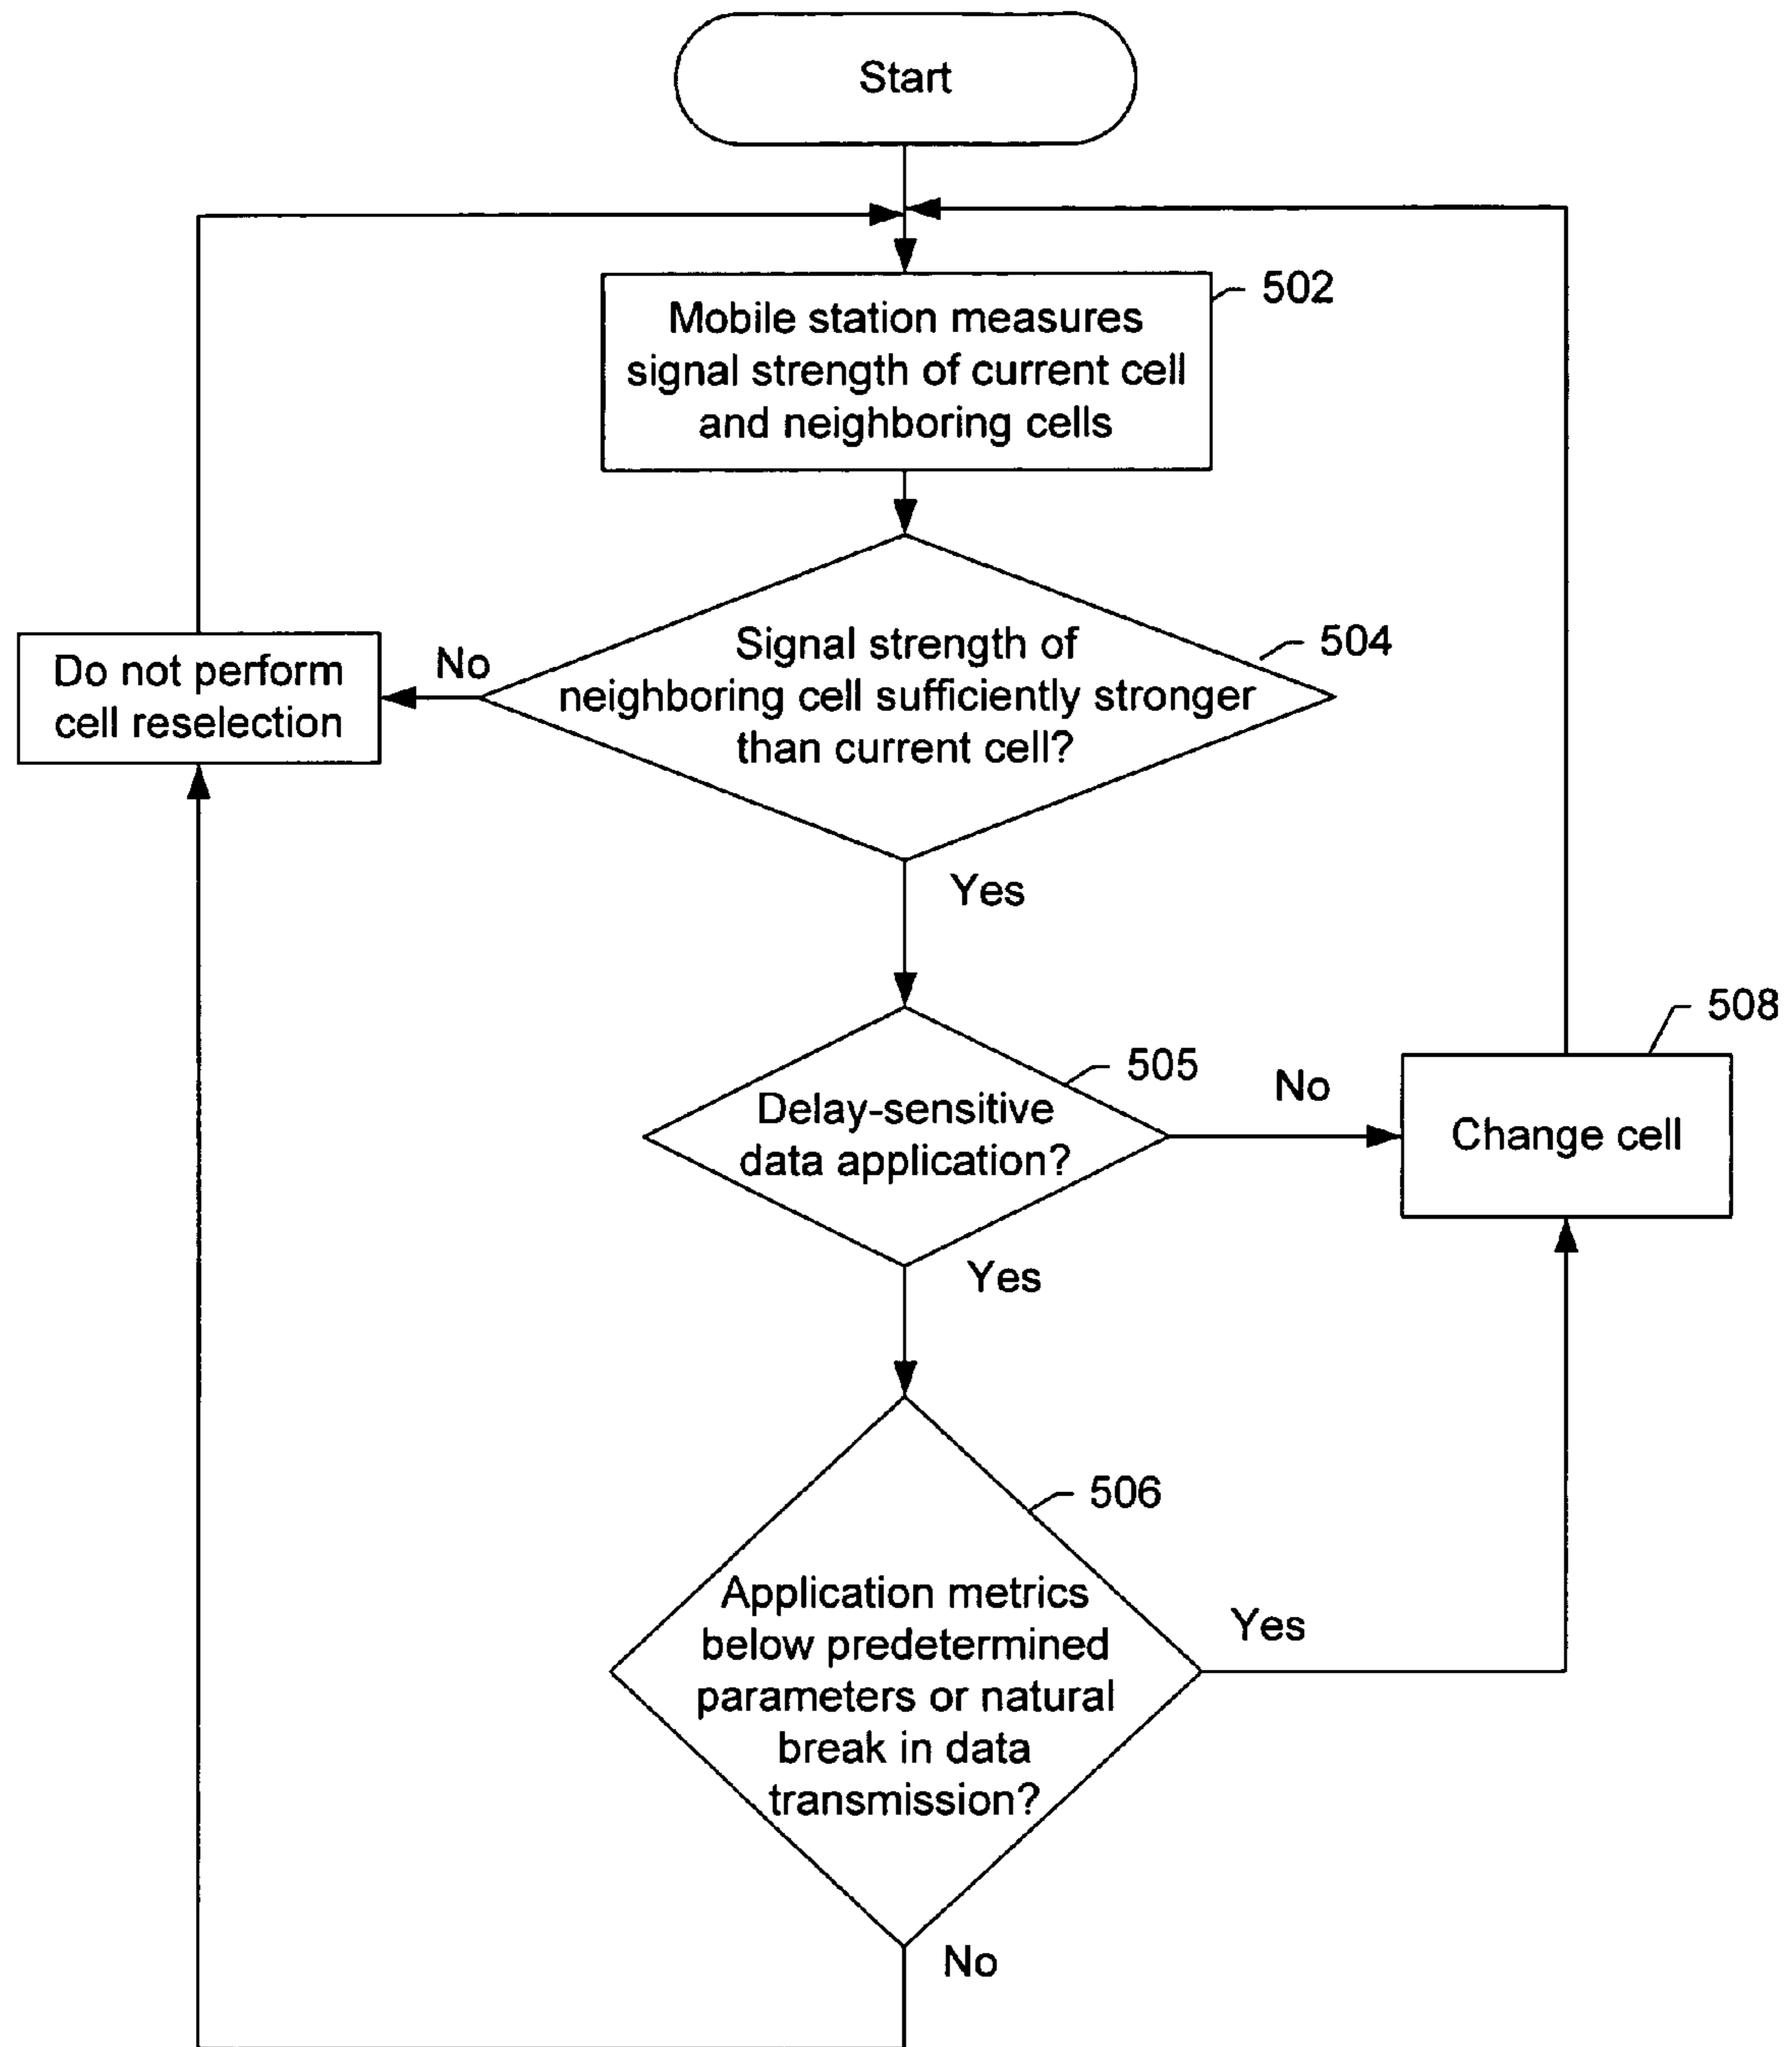 Start
502
Mobile station measures
signal strength of current cell
and neighboring cells
504
Signal strength of
neighboring cell sufficiently stronger
than current cell?
No
Do not perform
cell reselection
Yes
505
Delay-sensitive
data application?
No
508
Change cell
Yes
506
Application metrics
below predetermined
parameters or natural
break in data
transmission?
Yes
No